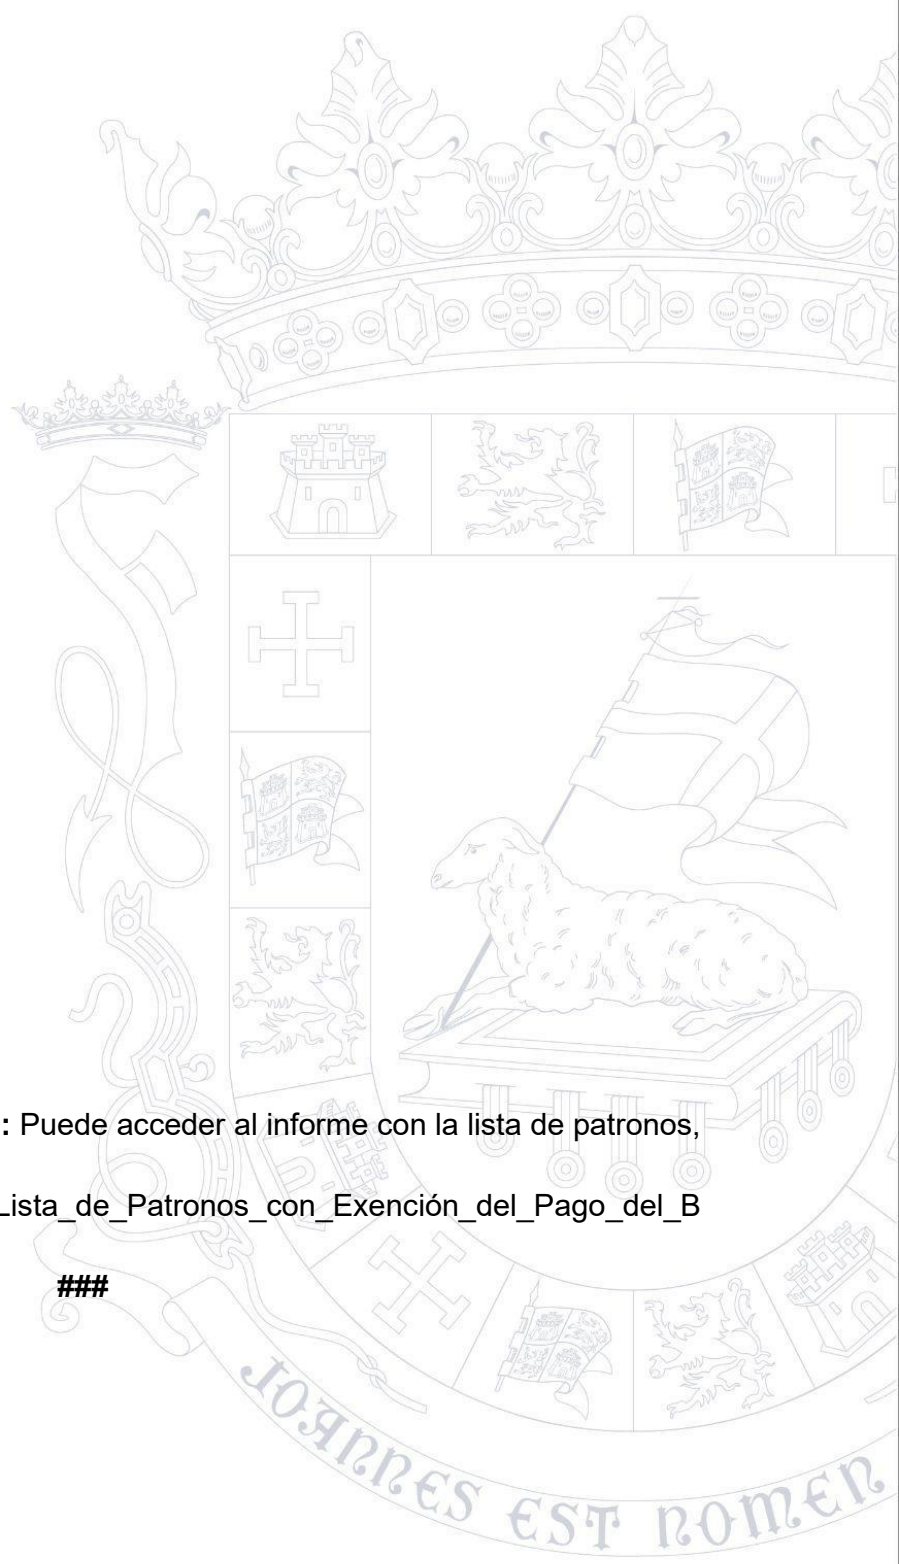 : Puede acceder al informe con la lista de patronos,
Lista_de_Patronos_con_Exención_del_Pago_del_B
###
JOANNES EST NOMEN